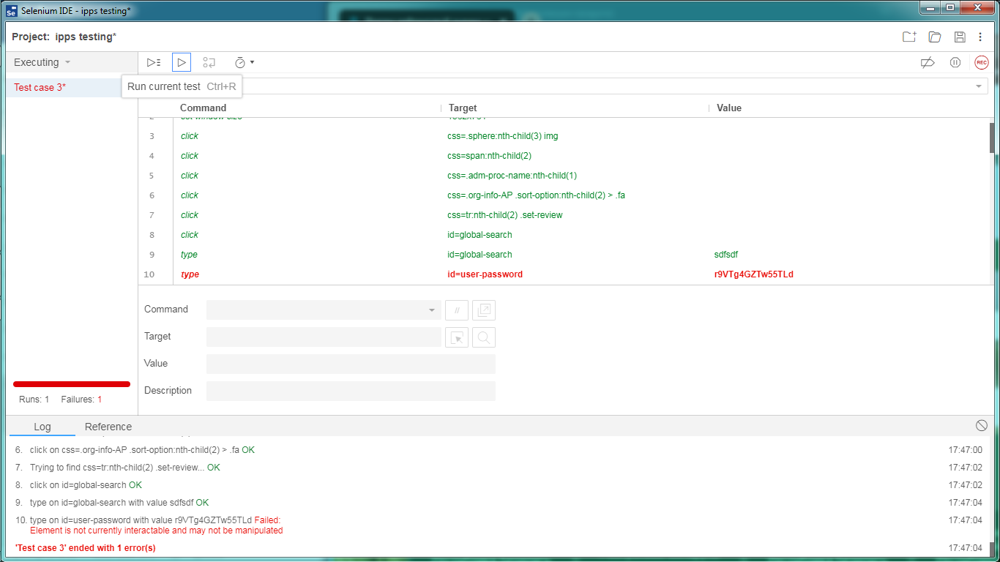 Selenium IDE - ipps testing*
Project: ipps testing*
Executing
Test case 3*
Run current test Ctrl+R
REC
Command Target Value
3 click css=.sphere:nth-child(3) img
4 click css=span:nth-child(2)
5 click css=.adm-proc-name:nth-child(1)
6 click css=.org-info-AP .sort-option:nth-child(2) > .fa
7 click css=tr:nth-child(2) .set-review
8 click id=global-search
9 type id=global-search sdfsdf
10 type id=user-password r9VTg4GZTw55TLd
Command
//
Target
Value
Description
Runs: 1 Failures: 1
Log Reference
6. click on css=.org-info-AP .sort-option:nth-child(2) > .fa OK 17:47:00
7. Trying to find css=tr:nth-child(2) .set-review... OK 17:47:02
8. click on id=global-search OK 17:47:02
9. type on id=global-search with value sdfsdf OK 17:47:04
10. type on id=user-password with value r9VTg4GZTw55TLd Failed: 17:47:04
Element is not currently interactable and may not be manipulated
'Test case 3' ended with 1 error(s) 17:47:04